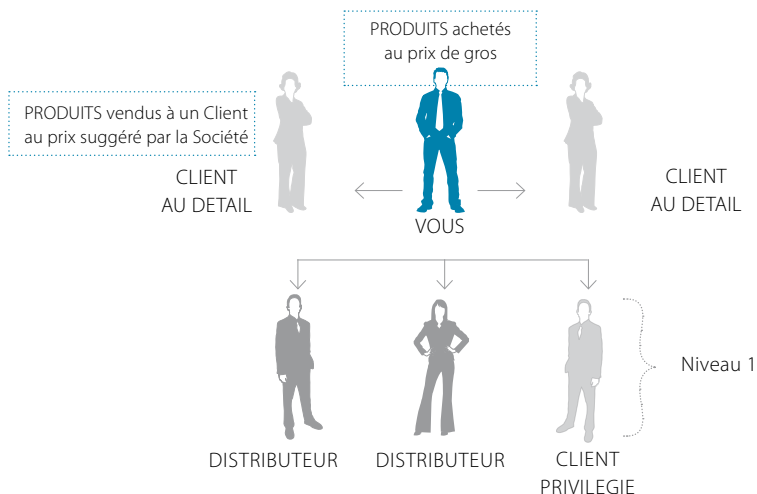 PRODUITS achetés
au prix de gros
PRODUITS vendus à un Client
au prix suggéré par la Société
CLIENT
AU DETAIL
VOUS
CLIENT
AU DETAIL
Niveau 1
DISTRIBUTEUR
DISTRIBUTEUR
CLIENT
PRIVILEGIE